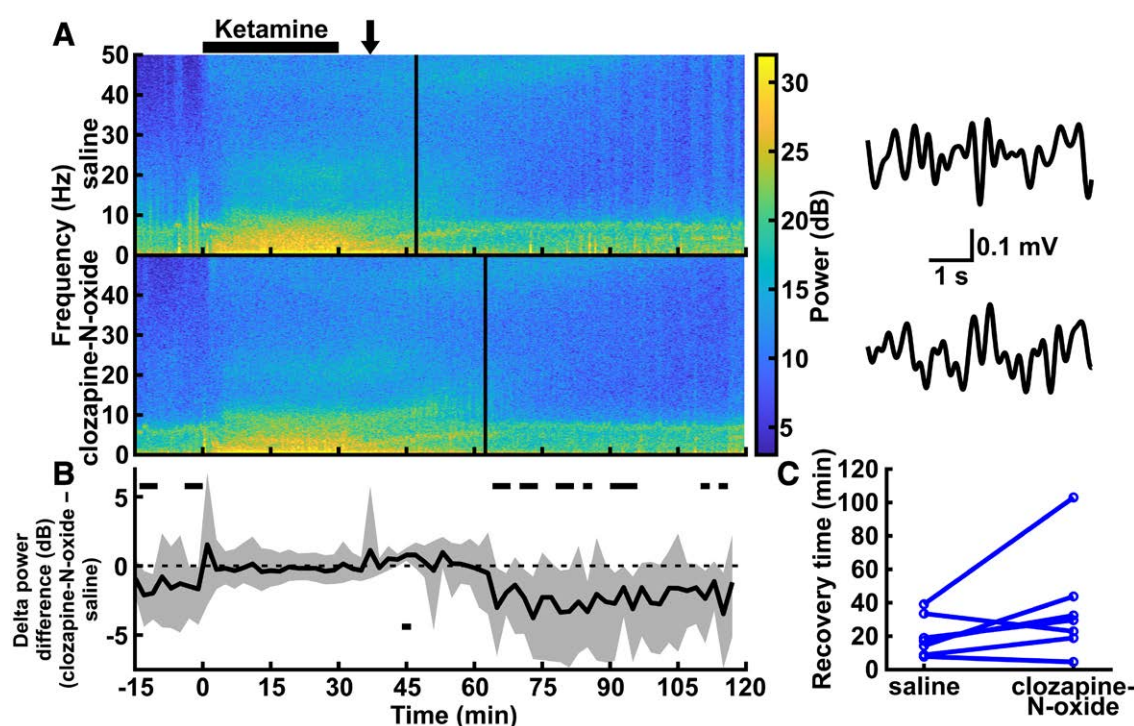 A
Ketamine
50
40
30
20
10
0
saline
40
30
20
10
0
clozapine-N-oxide
Frequency (Hz)
30
25
20
15
10
5
Power (dB)
0.1 mV
1 s
B
5
0
-5
Delta power
difference (dB)
(clozapine-N-oxide –
saline)
-15 0 15 30 45 60 75 90 105 120
Time (min)
C
120
100
80
60
40
20
0
Recovery time (min)
saline
clozapine-
N-oxide